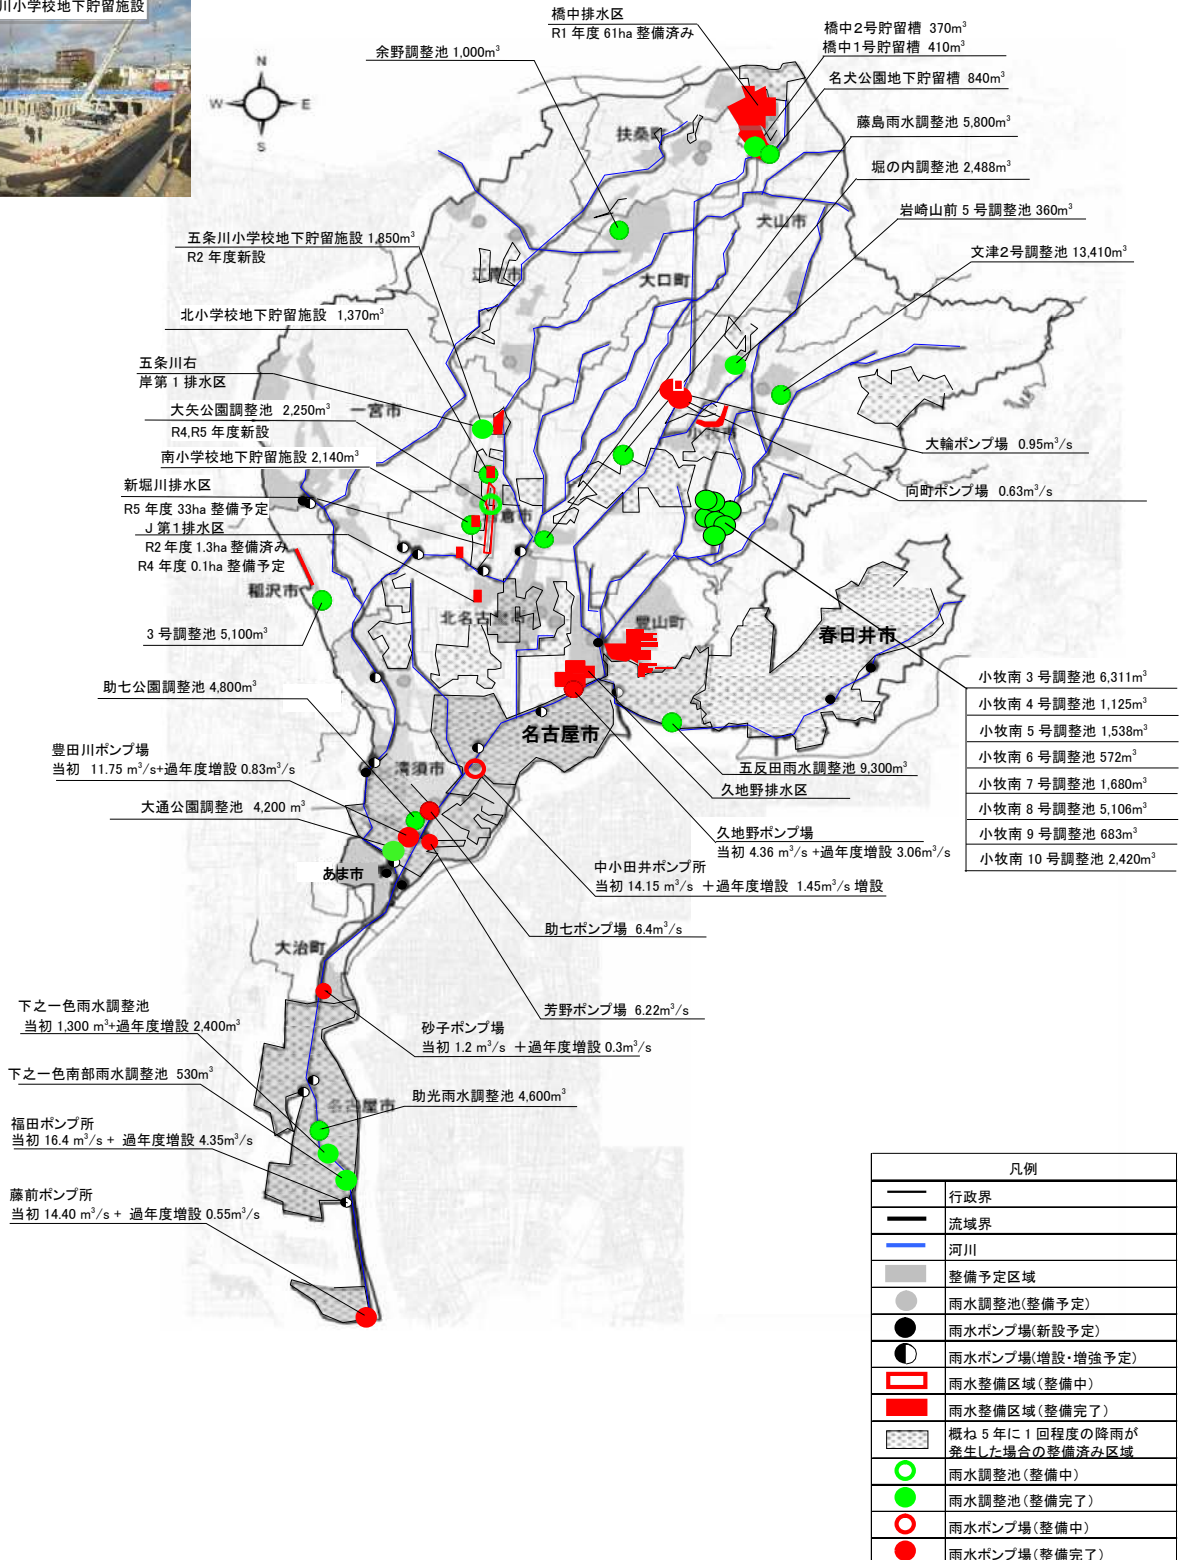 川小学校地下貯留施設
N
W
E
S
橋中排水区
R1 年度 61ha 整備済み
余野調整池 1,000m³
橋中2号貯留槽 370m³
橋中1号貯留槽 410m³
名犬公園地下貯留槽 840m³
藤島雨水調整池 5,800m³
堀の内調整池 2,488m³
岩崎山前 5 号調整池 360m³
文津2号調整池 13,410m³
扶桑町
犬山市
大口町
江南市
五条川小学校地下貯留施設 1,850m³
R2 年度新設
北小学校地下貯留施設 1,370m³
五条川右
岸第 1 排水区
一宮市
大矢公園調整池 2,250m³
R4,R5 年度新設
南小学校地下貯留施設 2,140m³
新堀川排水区
R5 年度 33ha 整備予定
J 第1排水区
R2 年度 1.3ha 整備済み
R4 年度 0.1ha 整備予定
倉市
小牧市
大輪ポンプ場 0.95m³/s
向町ポンプ場 0.63m³/s
稲沢市
3 号調整池 5,100m³
北名古屋市
豊山町
春日井市
助七公園調整池 4,800m³
小牧南 3 号調整池 6,311m³
小牧南 4 号調整池 1,125m³
小牧南 5 号調整池 1,538m³
小牧南 6 号調整池 572m³
小牧南 7 号調整池 1,680m³
小牧南 8 号調整池 5,106m³
小牧南 9 号調整池 683m³
小牧南 10 号調整池 2,420m³
名古屋市
豊田川ポンプ場
当初 11.75 m³/s+過年度増設 0.83m³/s
清須市
五反田雨水調整池 9,300m³
久地野排水区
大通公園調整池 4,200 m³
久地野ポンプ場
当初 4.36 m³/s +過年度増設 3.06m³/s
中小田井ポンプ所
当初 14.15 m³/s +過年度増設 1.45m³/s 増設
あま市
助七ポンプ場 6.4m³/s
大治町
芳野ポンプ場 6.22m³/s
下之一色雨水調整池
当初 1,300 m³+過年度増設 2,400m³
砂子ポンプ場
当初 1.2 m³/s +過年度増設 0.3m³/s
下之一色南部雨水調整池 530m³
助光雨水調整池 4,600m³
名古屋市
福田ポンプ所
当初 16.4 m³/s + 過年度増設 4.35m³/s
藤前ポンプ所
当初 14.40 m³/s + 過年度増設 0.55m³/s
凡例
行政界
流域界
河川
整備予定区域
雨水調整池(整備予定)
雨水ポンプ場(新設予定)
雨水ポンプ場(増設・増強予定)
雨水整備区域(整備中)
雨水整備区域(整備完了)
概ね 5 年に 1 回程度の降雨が
発生した場合の整備済み区域
雨水調整池(整備中)
雨水調整池(整備完了)
雨水ポンプ場(整備中)
雨水ポンプ場(整備完了)